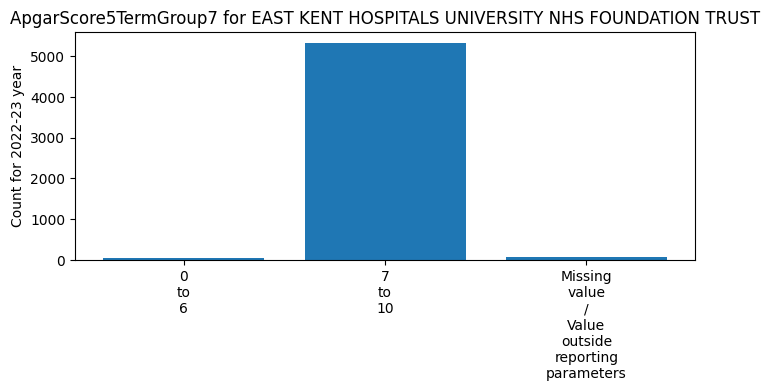 ApgarScore5TermGroup7 for EAST KENT HOSPITALS UNIVERSITY NHS FOUNDATION TRUST
Count for 2022-23 year
5000
4000
3000
2000
1000
0
0
to
6
7
to
10
Missing
value
/
Value
outside
reporting
parameters